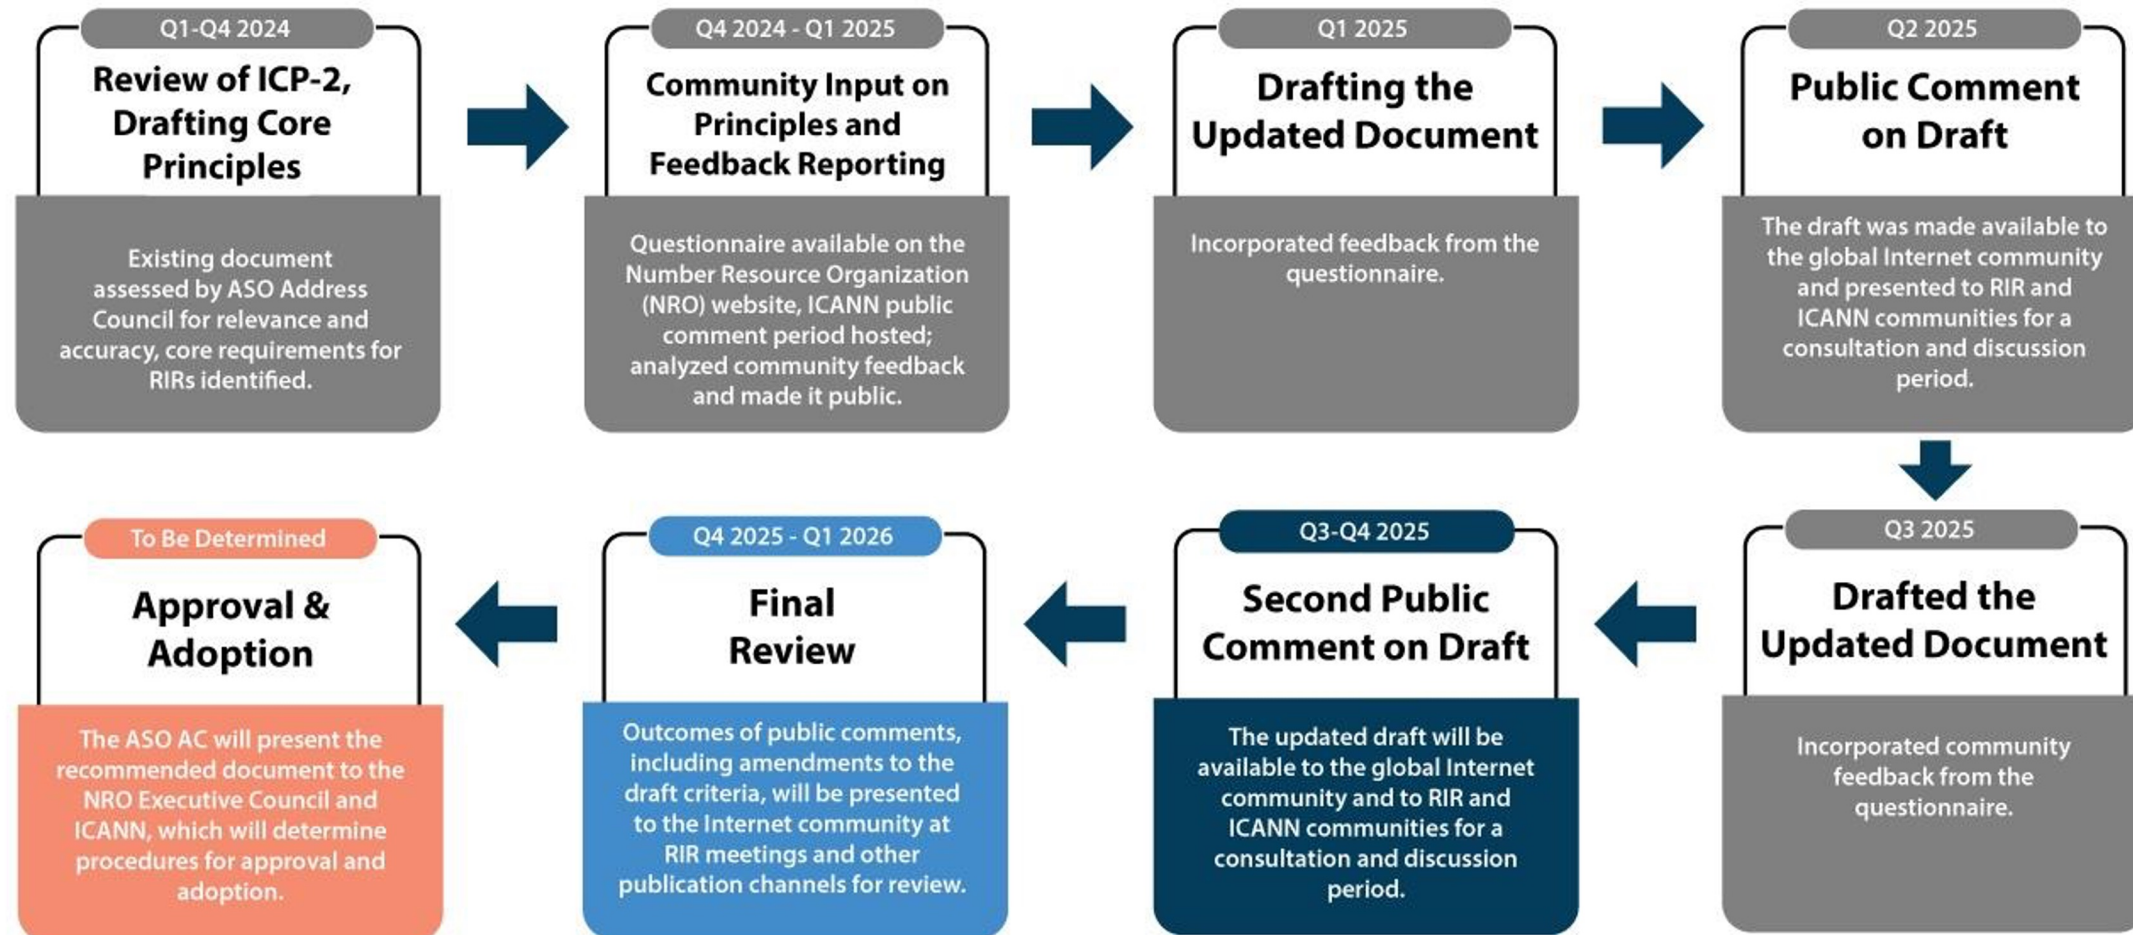 Q1-Q4 2024
Review of ICP-2,
Drafting Core
Principles
Existing document
assessed by ASO Address
Council for relevance and
accuracy, core requirements for
RIRs identified.
Q4 2024 - Q1 2025
Community Input on
Principles and
Feedback Reporting
Questionnaire available on the
Number Resource Organization
(NRO) website, ICANN public
comment period hosted;
analyzed community feedback
and made it public.
Q1 2025
Drafting the
Updated Document
Incorporated feedback from the
questionnaire.
Q2 2025
Public Comment
on Draft
The draft was made available to
the global Internet community
and presented to RIR and
ICANN communities for a
consultation and discussion
period.
Q3 2025
Drafted the
Updated Document
Incorporated community
feedback from the
questionnaire.
Q3-Q4 2025
Second Public
Comment on Draft
The updated draft will be
available to the global Internet
community and to RIR and
ICANN communities for a
consultation and discussion
period.
Q4 2025 - Q1 2026
Final
Review
Outcomes of public comments,
including amendments to the
draft criteria, will be presented
to the Internet community at
RIR meetings and other
publication channels for review.
To Be Determined
Approval &
Adoption
The ASO AC will present the
recommended document to the
NRO Executive Council and
ICANN, which will determine
procedures for approval and
adoption.